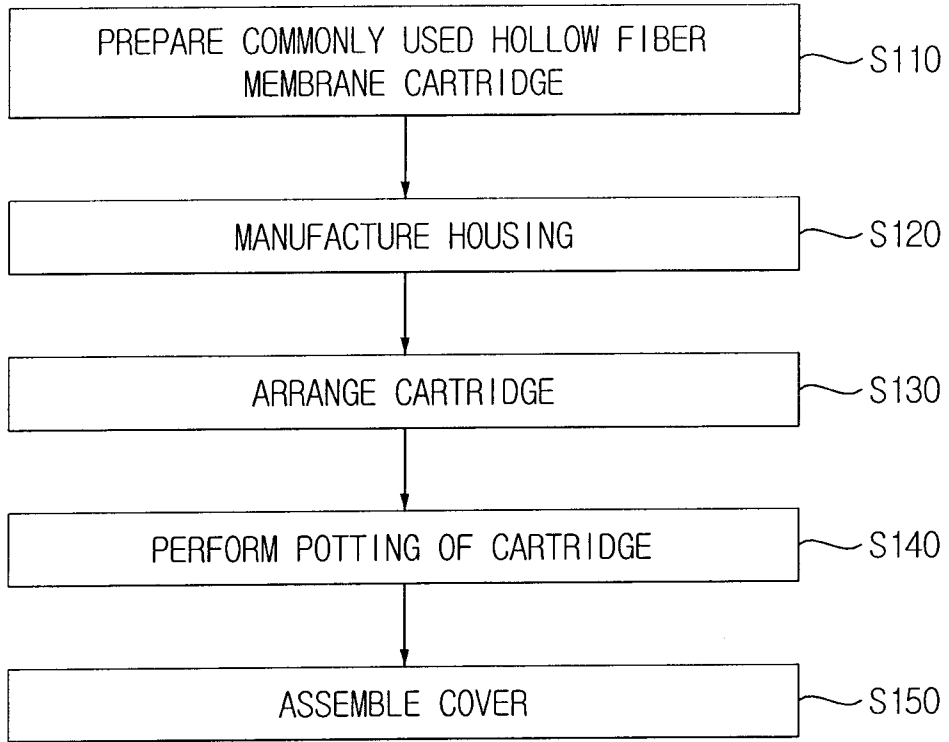 PREPARE COMMONLY USED HOLLOW FIBER
MEMBRANE CARTRIDGE
S110
MANUFACTURE HOUSING
S120
ARRANGE CARTRIDGE
S130
PERFORM POTTING OF CARTRIDGE
S140
ASSEMBLE COVER
S150